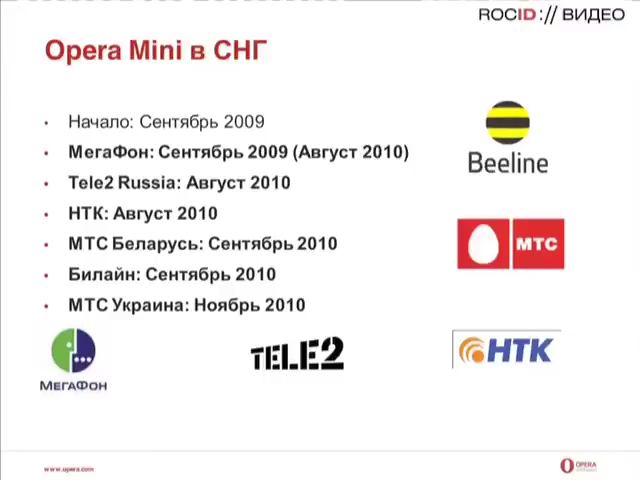 ROCID:// ВИДЕО
Opera Mini в СНГ
• Начало: Сентябрь 2009
• МегаФон: Сентябрь 2009 (Август 2010)
• Tele2 Russia: Август 2010
• НТК: Август 2010
• МТС Беларусь: Сентябрь 2010
• Билайн: Сентябрь 2010
• МТС Украина: Ноябрь 2010
Beeline
МТС
МЕГАФОН
TELE2
НТК
www.opera.com
OPERA